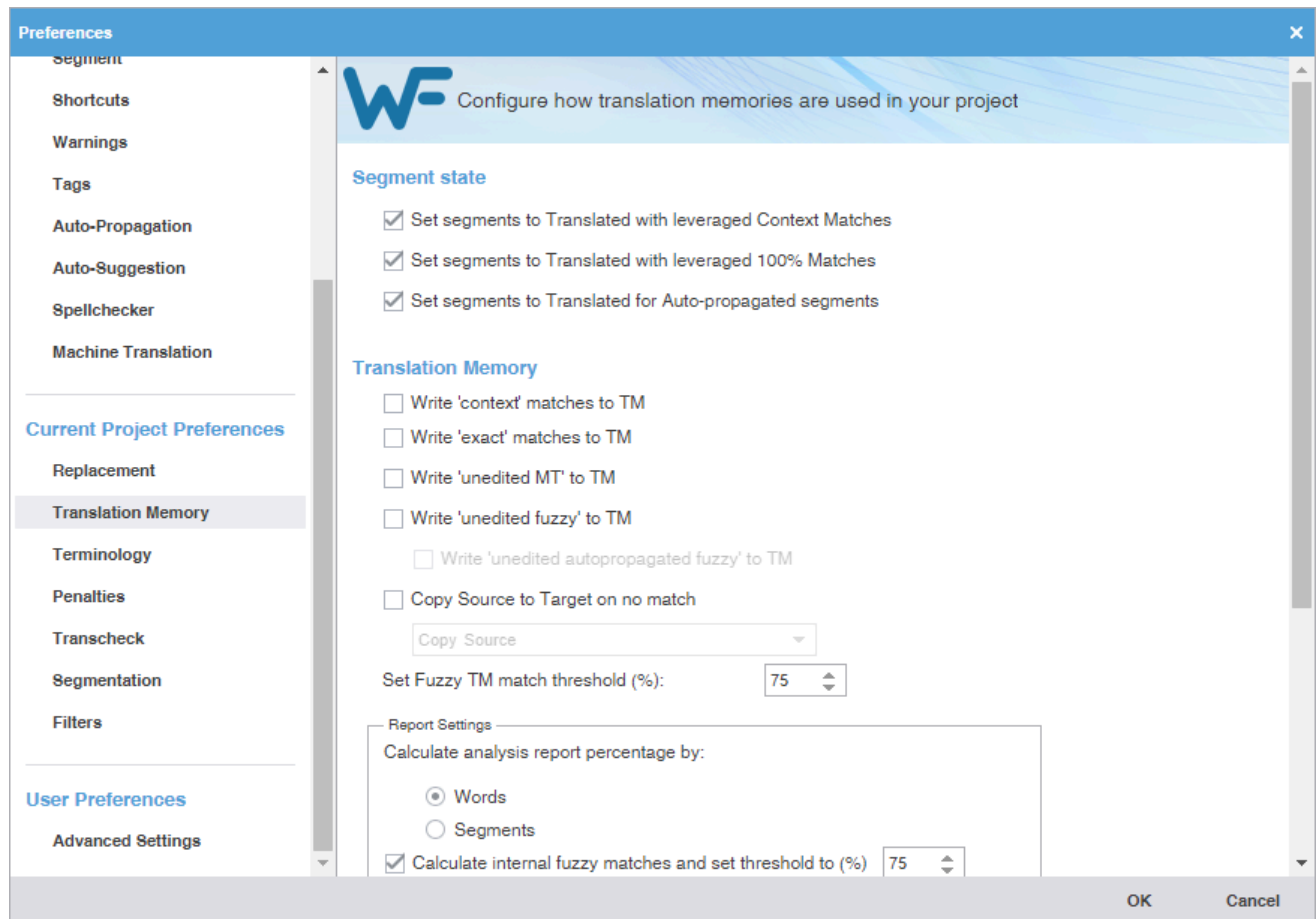 Preferences
Segment
Shortcuts
Warnings
Tags
Auto-Propagation
Auto-Suggestion
Spellchecker
Machine Translation
Current Project Preferences
Replacement
Translation Memory
Terminology
Penalties
Transcheck
Segmentation
Filters
User Preferences
Advanced Settings
WF
Configure how translation memories are used in your project
Segment state
Set segments to Translated with leveraged Context Matches
Set segments to Translated with leveraged 100% Matches
Set segments to Translated for Auto-propagated segments
Translation Memory
Write 'context' matches to TM
Write 'exact' matches to TM
Write 'unedited MT' to TM
Write 'unedited fuzzy' to TM
Write 'unedited autopropagated fuzzy' to TM
Copy Source to Target on no match
Copy Source
Set Fuzzy TM match threshold (%): 75
Report Settings
Calculate analysis report percentage by:
Words
Segments
Calculate internal fuzzy matches and set threshold to (%) 75
OK Cancel